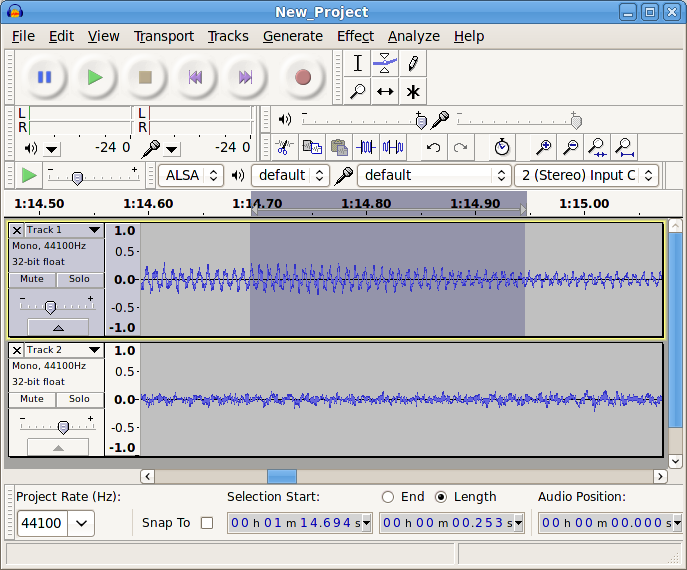 New_Project
File Edit View Transport Tracks Generate Effect Analyze Help
L L
R R
-24 0 -24 0
- + - +
- + ALSA default default 2 (Stereo) Input C
1:14.50 1:14.60 1:14.70 1:14.80 1:14.90 1:15.00
X Track 1
Mono, 44100Hz
32-bit float
Mute Solo
- +
1.0
0.5
0.0
-0.5
-1.0
X Track 2
Mono, 44100Hz
32-bit float
Mute Solo
- +
1.0
0.5
0.0
-0.5
-1.0
Project Rate (Hz): Selection Start: End Length Audio Position:
44100 Snap To 00 h 01 m 14.694 s 00 h 00 m 00.253 s 00 h 00 m 00.000 s